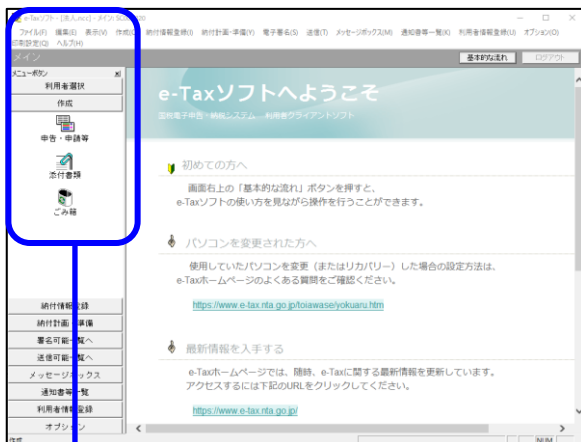 e-Taxソフト - [法人.ncc] - メイン
ファイル(F) 編集(E) 表示(V) 作成(C) 納付情報登録(I) 納付計画・準備(Y) 電子署名(S) 送信(T) メッセージボックス(M) 通知書等一覧(K) 利用者情報登録(U) オプション(O)
印刷設定(Q) ヘルプ(H)
メイン
基本的な流れ
ログアウト
メニューボタン
利用者選択
作成
申告・申請等
添付書類
ごみ箱
納付情報登録
納付計画・準備
署名可能一覧へ
送信可能一覧へ
メッセージボックス
通知書等一覧
利用者情報登録
オプション
e-Taxソフトへようこそ
国税電子申告・納税システム 利用者クライアントソフト
初めての方へ
画面右上の「基本的な流れ」ボタンを押すと、
e-Taxソフトの使い方を見ながら操作を行うことができます。
パソコンを変更された方へ
使用していたパソコンを変更（またはリカバリー）した場合の設定方法は、
e-Taxホームページのよくある質問をご確認ください。
https://www.e-tax.nta.go.jp/toiawase/yokuaru.htm
最新情報を入手する
e-Taxホームページでは、随時、e-Taxに関する最新情報を更新しています。
アクセスするには下記のURLをクリックしてください。
https://www.e-tax.nta.go.jp/
作成
NUM